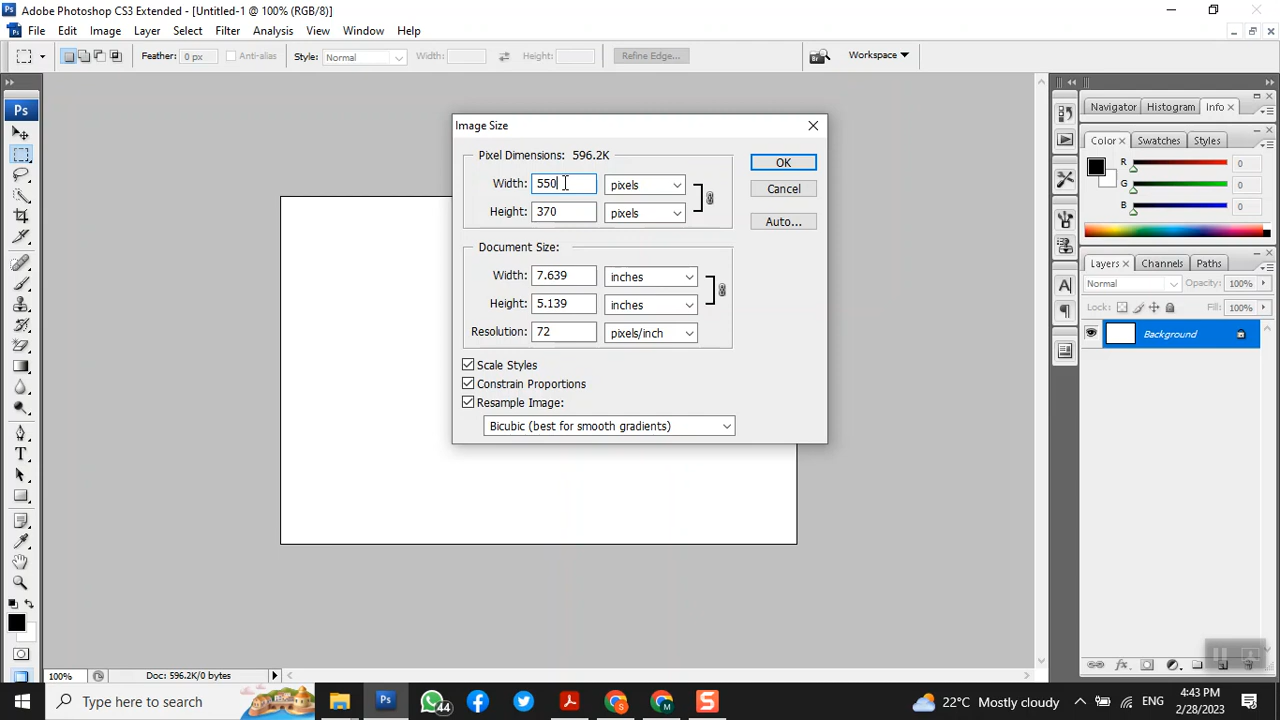 Ps Adobe Photoshop CS3 Extended - [Untitled-1 @ 100% (RGB/8)]
File Edit Image Layer Select Filter Analysis View Window Help
Feather: 0 px Anti-alias Style: Normal Width: Height: Refine Edge... Br Workspace
Ps
Image Size
Pixel Dimensions: 596.2K
Width: 550 pixels
Height: 370 pixels
Document Size:
Width: 7.639 inches
Height: 5.139 inches
Resolution: 72 pixels/inch
Scale Styles
Constrain Proportions
Resample Image:
Bicubic (best for smooth gradients)
OK
Cancel
Auto...
Navigator Histogram Info x
Color x Swatches Styles
R 0
G 0
B 0
Layers x Channels Paths
Normal Opacity: 100%
Lock: Fill: 100%
Background
100% Doc: 596.2K/0 bytes
Type here to search
Ps 44 S M S
22°C Mostly cloudy ENG 4:43 PM
2/28/2023